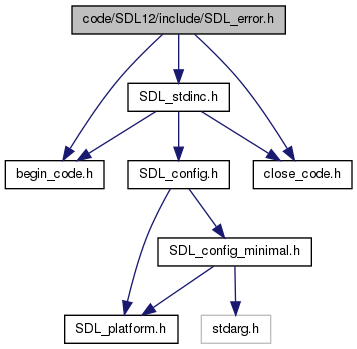 code/SDL12/include/SDL_error.h
SDL_stdinc.h
begin_code.h
SDL_config.h
close_code.h
SDL_config_minimal.h
SDL_platform.h
stdarg.h